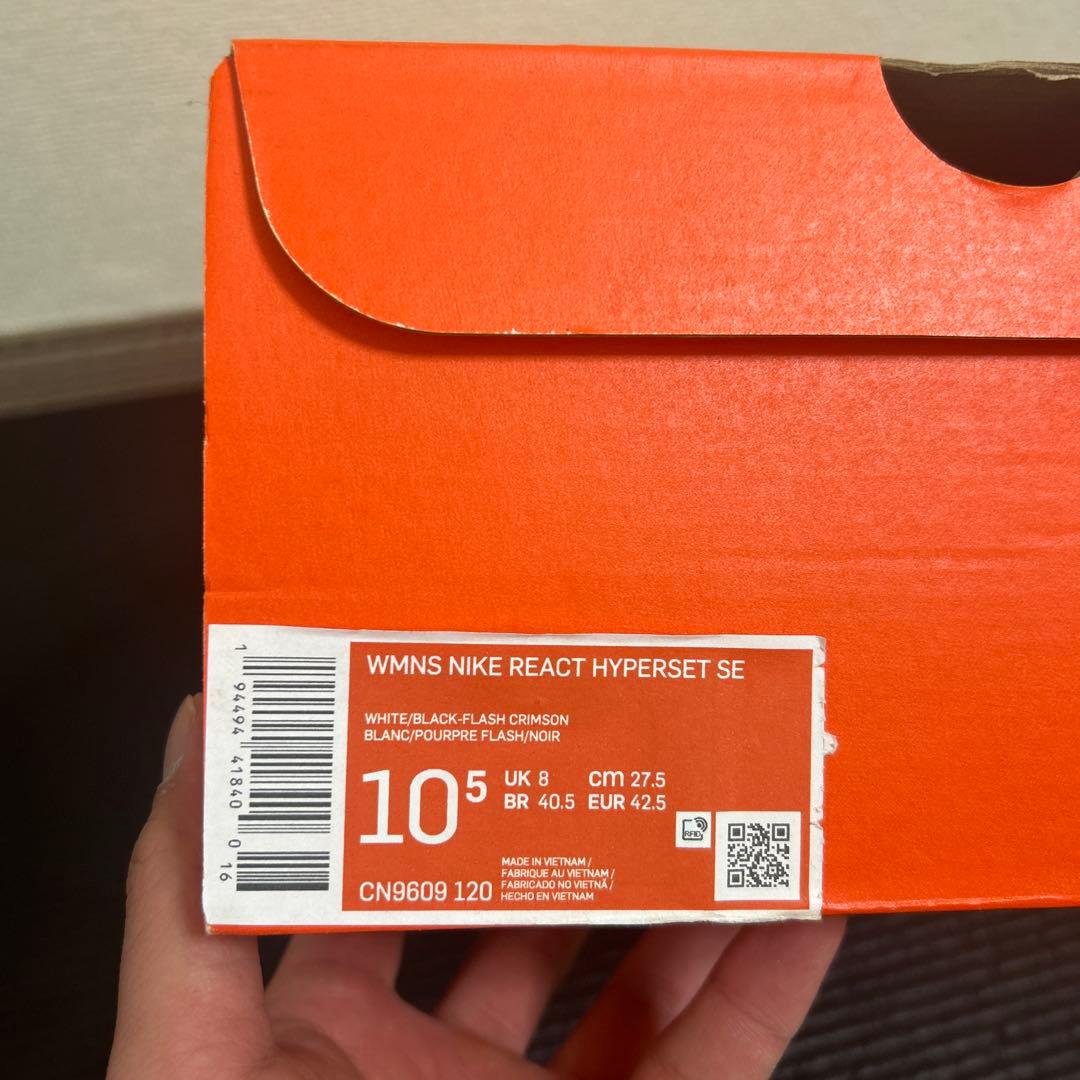 WMNS NIKE REACT HYPERSET SE
WHITE/BLACK-FLASH CRIMSON
BLANC/POURPRE FLASH/NOIR
10⁵
UK 8 cm 27.5
BR 40.5 EUR 42.5
RFID
MADE IN VIETNAM /
FABRIQUE AU VIETNAM /
FABRICADO NO VIETNÃ /
HECHO EN VIETNAM
CN9609 120
1 94494 41840 0 16